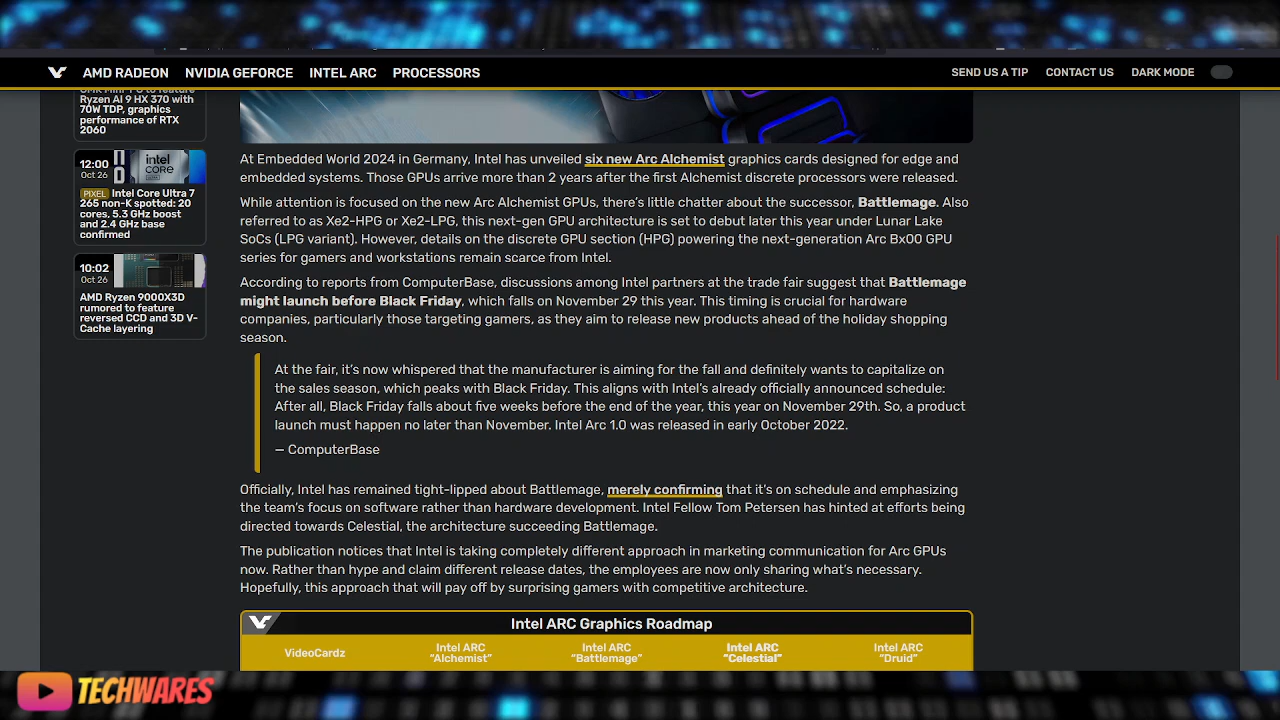 AMD RADEON NVIDIA GEFORCE INTEL ARC PROCESSORS SEND US A TIP CONTACT US DARK MODE
Ryzen AI 9 HX 370 with
70W TDP, graphics
performance of RTX
2060
12:00
Oct 26
intel
CORE
PIXEL Intel Core Ultra 7
265 non-K spotted: 20
cores, 5.3 GHz boost
and 2.4 GHz base
confirmed
10:02
Oct 26
AMD Ryzen 9000X3D
rumored to feature
reversed CCD and 3D V-
Cache layering
At Embedded World 2024 in Germany, Intel has unveiled six new Arc Alchemist graphics cards designed for edge and
embedded systems. Those GPUs arrive more than 2 years after the first Alchemist discrete processors were released.
While attention is focused on the new Arc Alchemist GPUs, there's little chatter about the successor, Battlemage. Also
referred to as Xe2-HPG or Xe2-LPG, this next-gen GPU architecture is set to debut later this year under Lunar Lake
SoCs (LPG variant). However, details on the discrete GPU section (HPG) powering the next-generation Arc Bx00 GPU
series for gamers and workstations remain scarce from Intel.
According to reports from ComputerBase, discussions among Intel partners at the trade fair suggest that Battlemage
might launch before Black Friday, which falls on November 29 this year. This timing is crucial for hardware
companies, particularly those targeting gamers, as they aim to release new products ahead of the holiday shopping
season.
At the fair, it's now whispered that the manufacturer is aiming for the fall and definitely wants to capitalize on
the sales season, which peaks with Black Friday. This aligns with Intel's already officially announced schedule:
After all, Black Friday falls about five weeks before the end of the year, this year on November 29th. So, a product
launch must happen no later than November. Intel Arc 1.0 was released in early October 2022.
— ComputerBase
Officially, Intel has remained tight-lipped about Battlemage, merely confirming that it's on schedule and emphasizing
the team's focus on software rather than hardware development. Intel Fellow Tom Petersen has hinted at efforts being
directed towards Celestial, the architecture succeeding Battlemage.
The publication notices that Intel is taking completely different approach in marketing communication for Arc GPUs
now. Rather than hype and claim different release dates, the employees are now only sharing what's necessary.
Hopefully, this approach that will pay off by surprising gamers with competitive architecture.
Intel ARC Graphics Roadmap
VideoCardz
Intel ARC
"Alchemist"
Intel ARC
"Battlemage"
Intel ARC
"Celestial"
Intel ARC
"Druid"
TECHWARES